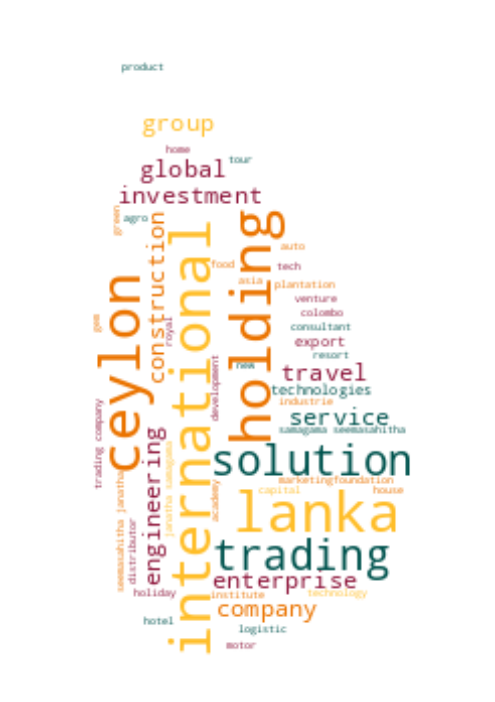 product
group
home
tour
global
investment
green
agro
construction
international
holding
auto
food
tech
asia
plantation
ceylon
venture
gem
royal
colombo
consultant
export
resort
new
travel
development
technologies
industrie
trading company
service
samagama seemasahitha
engineering
janatha samagama
solution
seemasahitha janatha
marketing
foundation
academy
capital
house
lanka
distributor
trading
enterprise
holiday
institute
technology
company
hotel
logistic
motor